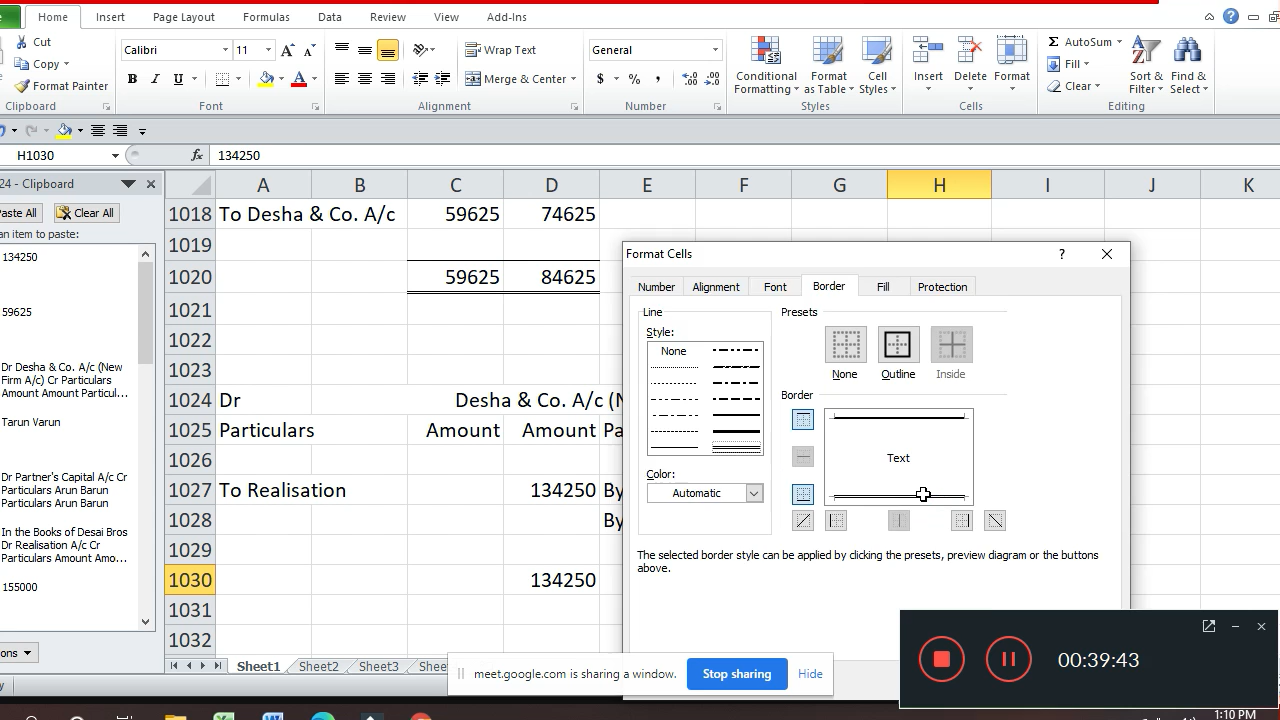 Home Insert Page Layout Formulas Data Review View Add-Ins
Cut
Copy
Format Painter
Clipboard
Calibri 11
B I U
Font
Wrap Text
Merge & Center
Alignment
General
$ % ,
Number
Conditional Formatting
Format as Table
Cell Styles
Styles
Insert Delete Format
Cells
AutoSum
Fill
Clear
Sort & Filter
Find & Select
Editing
H1030 fx 134250
24 - Clipboard
Paste All Clear All
an item to paste:
134250
59625
Dr Desha & Co. A/c (New
Firm A/c) Cr Particulars
Amount Amount Particul...
Tarun Varun
Dr Partner's Capital A/c Cr
Particulars Arun Barun
Particulars Arun Barun
In the Books of Desai Bros
Dr Realisation A/c Cr
Particulars Amount Amo...
155000
A B C D E F G H I J K
1018 To Desha & Co. A/c 59625 74625
1019
1020 59625 84625
1021
1022
1023
1024 Dr Desha & Co. A/c (N
1025 Particulars Amount Amount Pa
1026
1027 To Realisation 134250 By
1028 By
1029
1030 134250
1031
1032
Sheet1 Sheet2 Sheet3 Shee
Format Cells ?
Number Alignment Font Border Fill Protection
Line
Style:
None
Color:
Automatic
Presets
None Outline Inside
Border
Text
The selected border style can be applied by clicking the presets, preview diagram or the buttons
above.
meet.google.com is sharing a window. Stop sharing Hide
00:39:43
1:10 PM